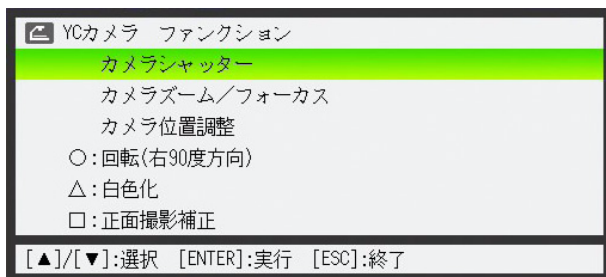 YCカメラ ファンクション
カメラシャッター
カメラズーム／フォーカス
カメラ位置調整
○:回転(右90度方向)
△:白色化
□:正面撮影補正
[▲]/[▼]:選択 [ENTER]:実行 [ESC]:終了